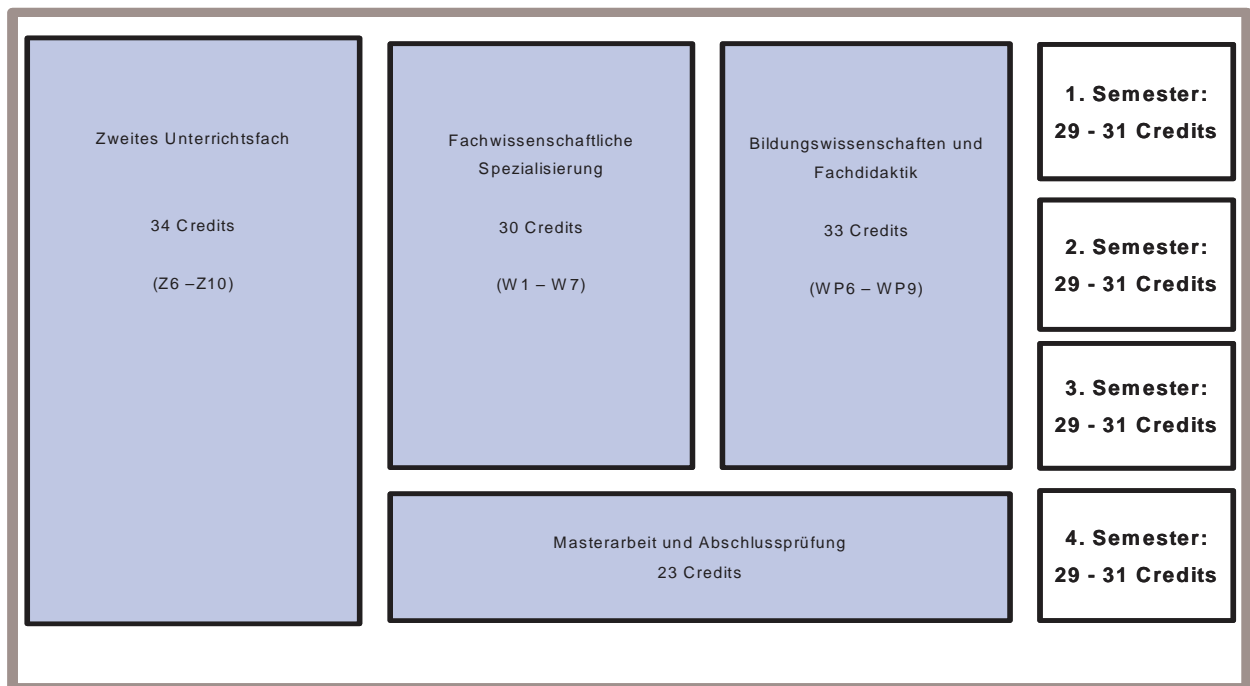 Zweites Unterrichtsfach
34 Credits
(Z6 –Z10)
Fachwissenschaftliche
Spezialisierung
30 Credits
(W1 – W7)
Bildungswissenschaften und
Fachdidaktik
33 Credits
(WP6 – WP9)
Masterarbeit und Abschlussprüfung
23 Credits
1. Semester:
29 - 31 Credits
2. Semester:
29 - 31 Credits
3. Semester:
29 - 31 Credits
4. Semester:
29 - 31 Credits